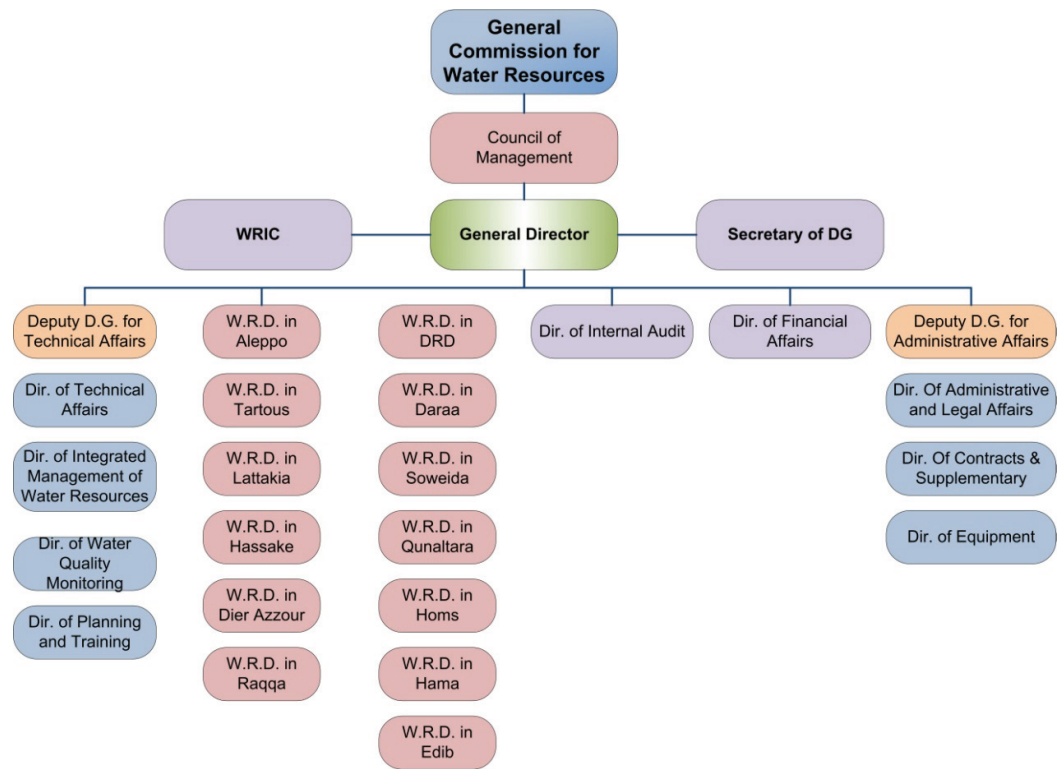 General
Commission for
Water Resources
Council of
Management
WRIC
General Director
Secretary of DG
Deputy D.G. for
Technical Affairs
Dir. of Technical
Affairs
Dir. of Integrated
Management of
Water Resources
Dir. of Water
Quality
Monitoring
Dir. of Planning
and Training
W.R.D. in
Aleppo
W.R.D. in
Tartous
W.R.D. in
Lattakia
W.R.D. in
Hassake
W.R.D. in
Dier Azzour
W.R.D. in
Raqqa
W.R.D. in
DRD
W.R.D. in
Daraa
W.R.D. in
Soweida
W.R.D. in
Qunaltara
W.R.D. in
Homs
W.R.D. in
Hama
W.R.D. in
Edib
Dir. of Internal Audit
Dir. of Financial
Affairs
Deputy D.G. for
Administrative Affairs
Dir. Of Administrative
and Legal Affairs
Dir. Of Contracts &
Supplementary
Dir. of Equipment